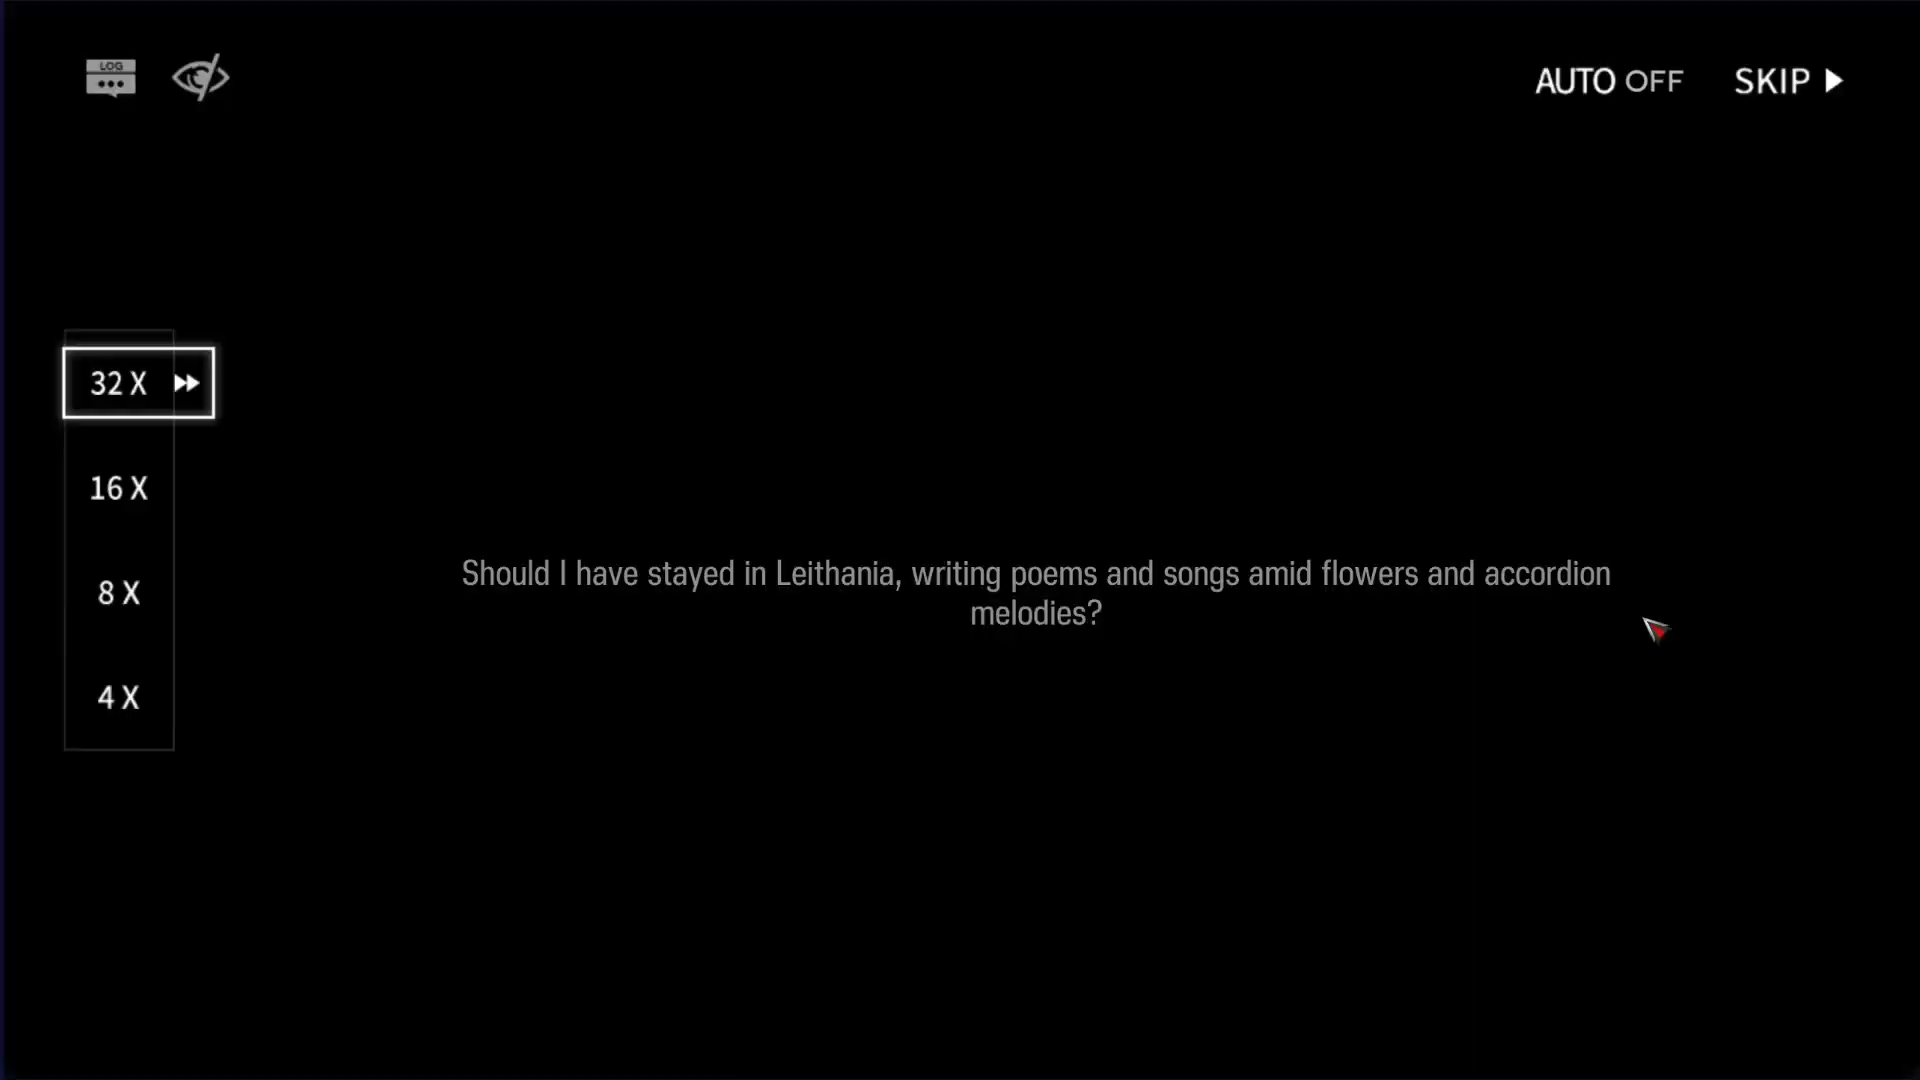 LOG
AUTO OFF
SKIP
32 X
16 X
8 X
4 X
Should I have stayed in Leithania, writing poems and songs amid flowers and accordion
melodies?